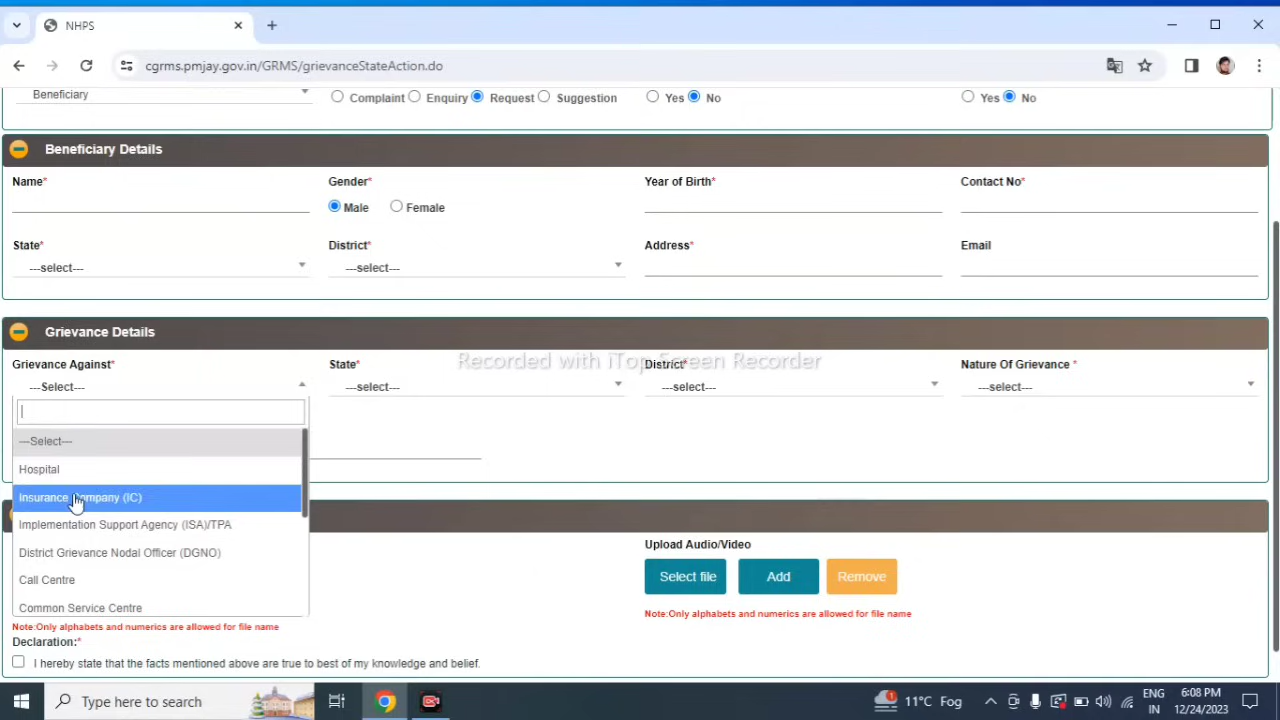 NHPS
cgrms.pmjay.gov.in/GRMS/grievanceStateAction.do
Beneficiary
Complaint Enquiry Request Suggestion
Yes No
Yes No
Beneficiary Details
Name* Gender* Year of Birth* Contact No*
Male Female
State* District* Address* Email
---select--- ---select---
Grievance Details
Recorded with iTop Screen Recorder
Grievance Against* State* District* Nature Of Grievance *
---Select--- ---select--- ---select--- ---select---
---Select---
Hospital
Insurance Company (IC)
Implementation Support Agency (ISA)/TPA
District Grievance Nodal Officer (DGNO)
Call Centre
Common Service Centre
Upload Audio/Video
Select file Add Remove
Note:Only alphabets and numerics are allowed for file name
Note:Only alphabets and numerics are allowed for file name
Declaration:*
I hereby state that the facts mentioned above are true to best of my knowledge and belief.
Type here to search
1
11°C Fog
ENG
IN
6:08 PM
12/24/2023